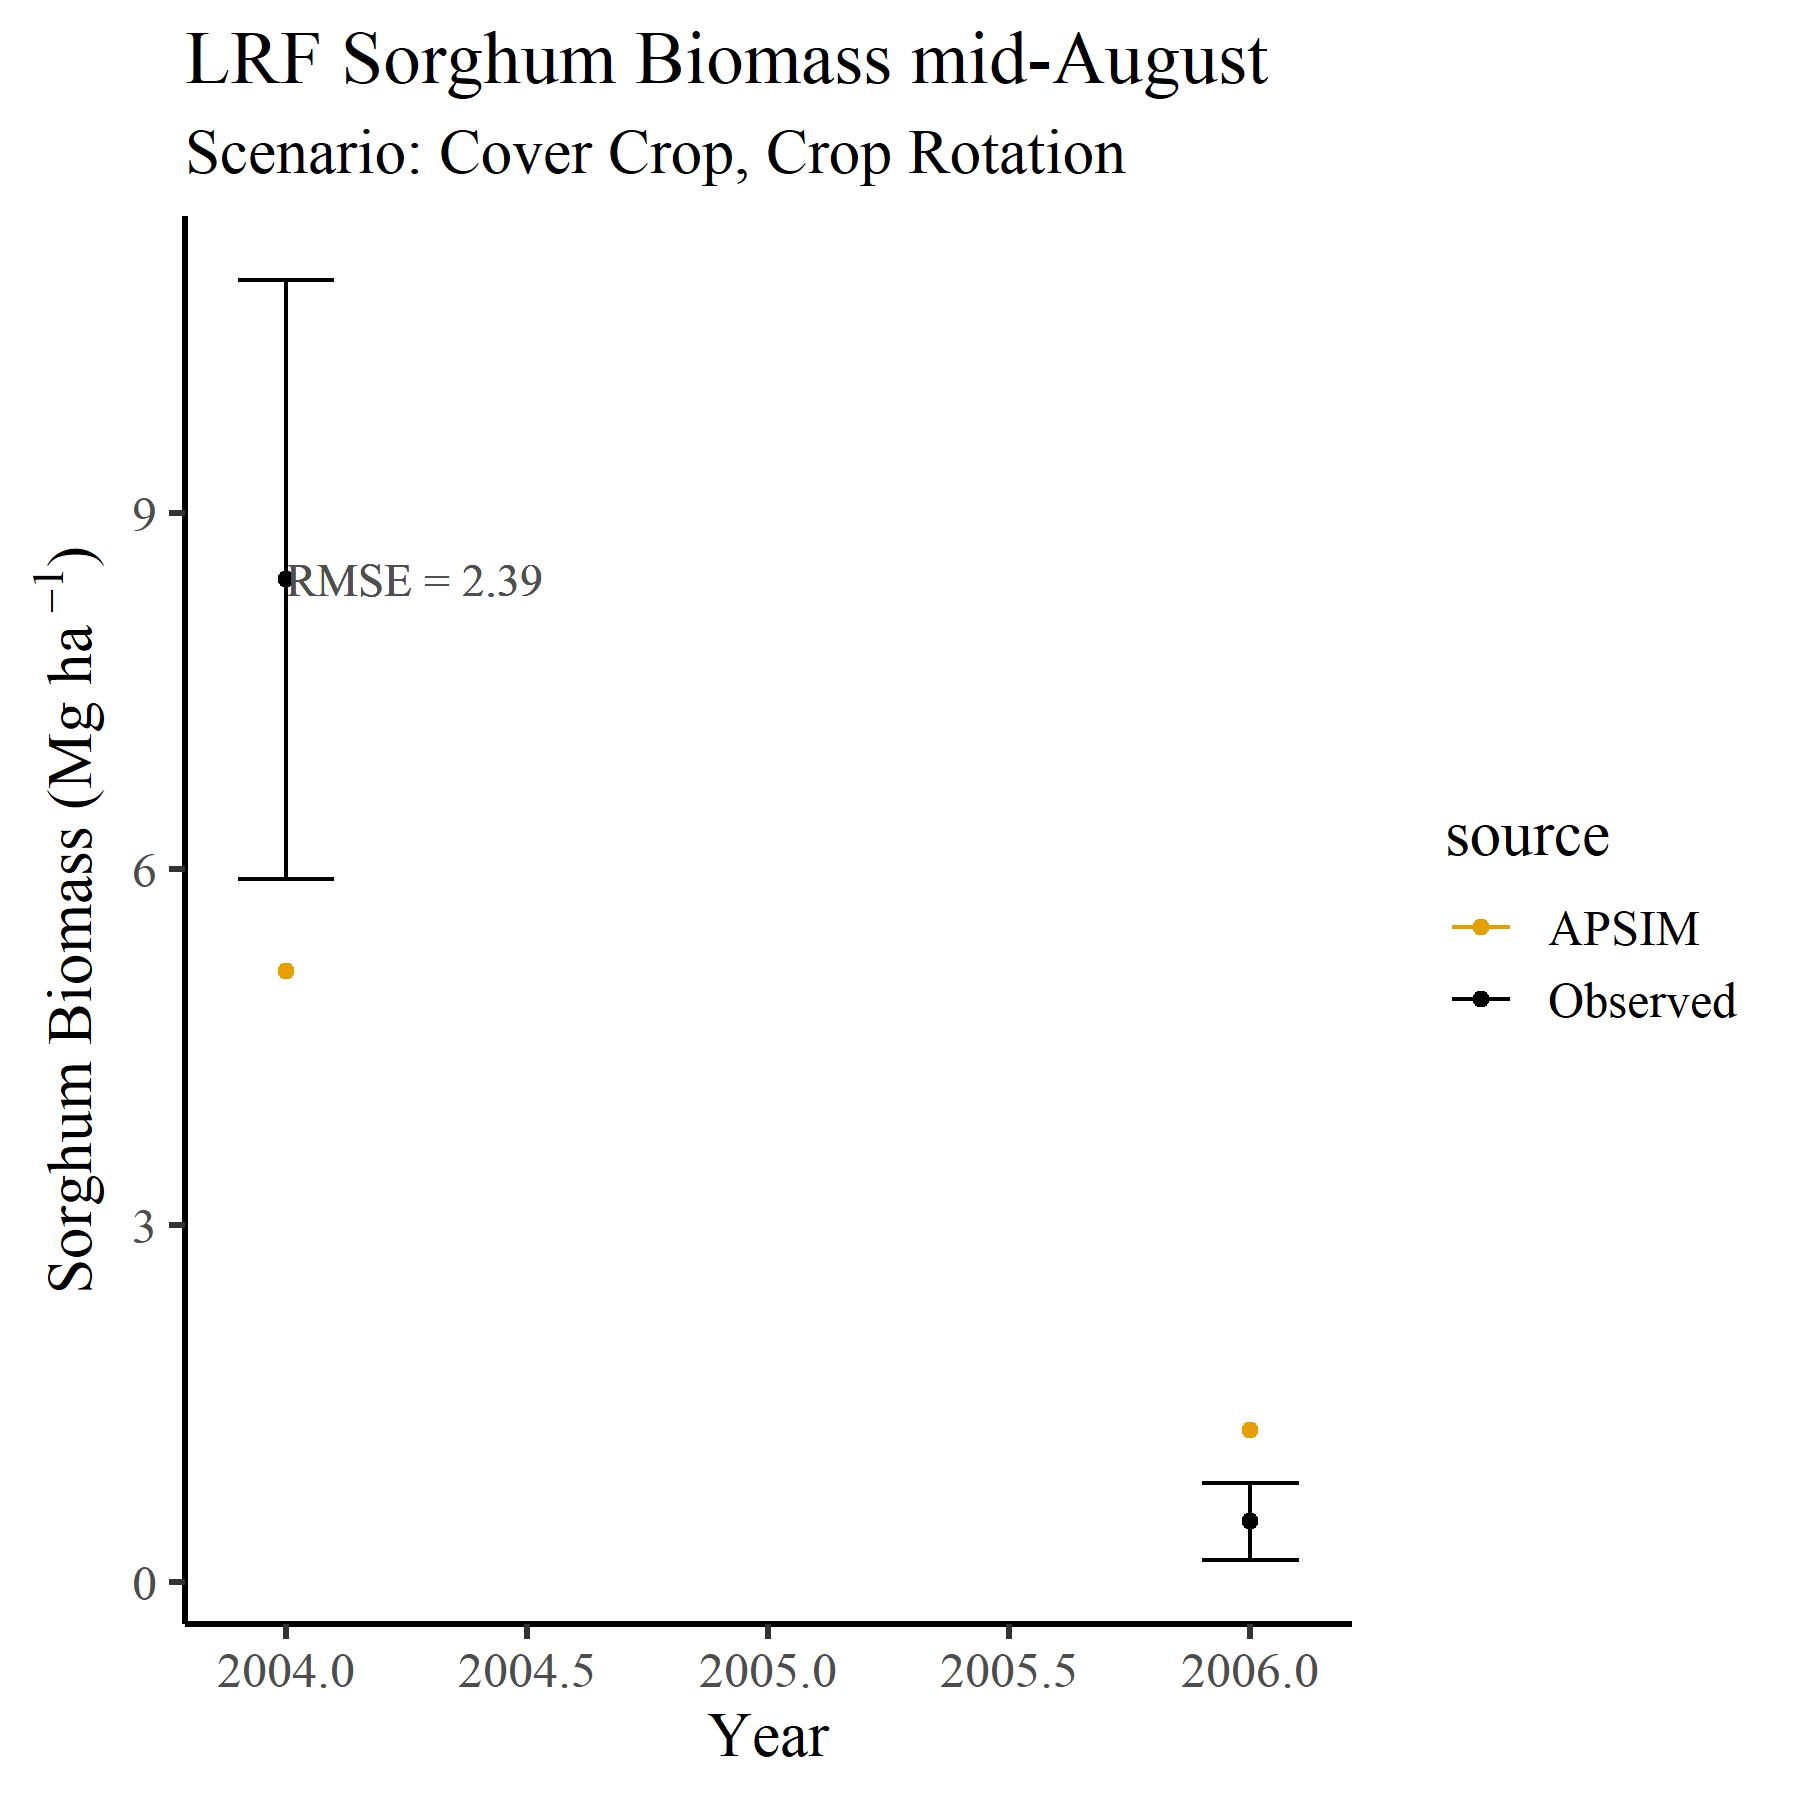 LRF Sorghum Biomass mid-August
Scenario: Cover Crop, Crop Rotation
Sorghum Biomass (Mg ha⁻¹)
9
6
3
0
RMSE = 2.39
2004.0 2004.5 2005.0 2005.5 2006.0
Year
source
APSIM
Observed